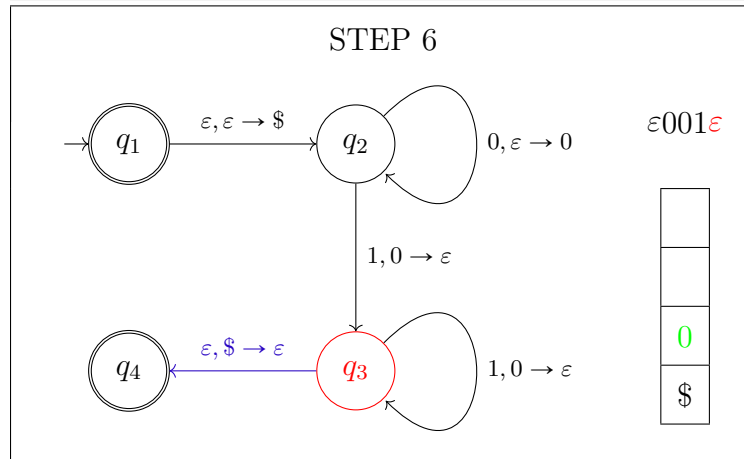 STEP 6
q₁
ε, ε → $
q₂
0, ε → 0
ε001ε
1, 0 → ε
q₄
ε, $ → ε
q₃
1, 0 → ε
0
$